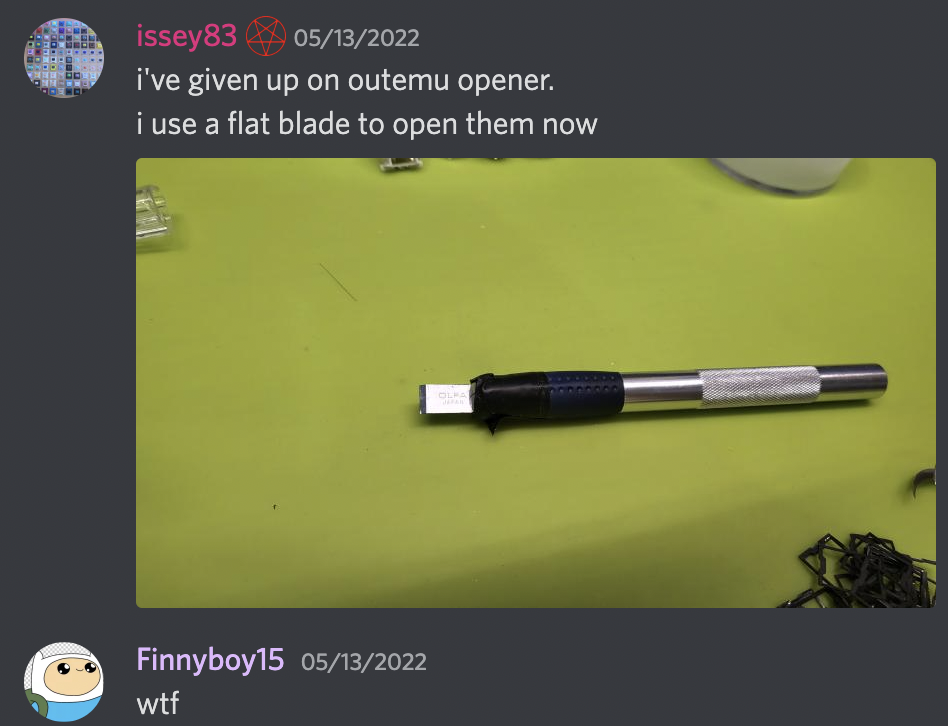 issey83 05/13/2022
i've given up on outemu opener.
i use a flat blade to open them now
OLFA
JAPAN
Finnyboy15 05/13/2022
wtf